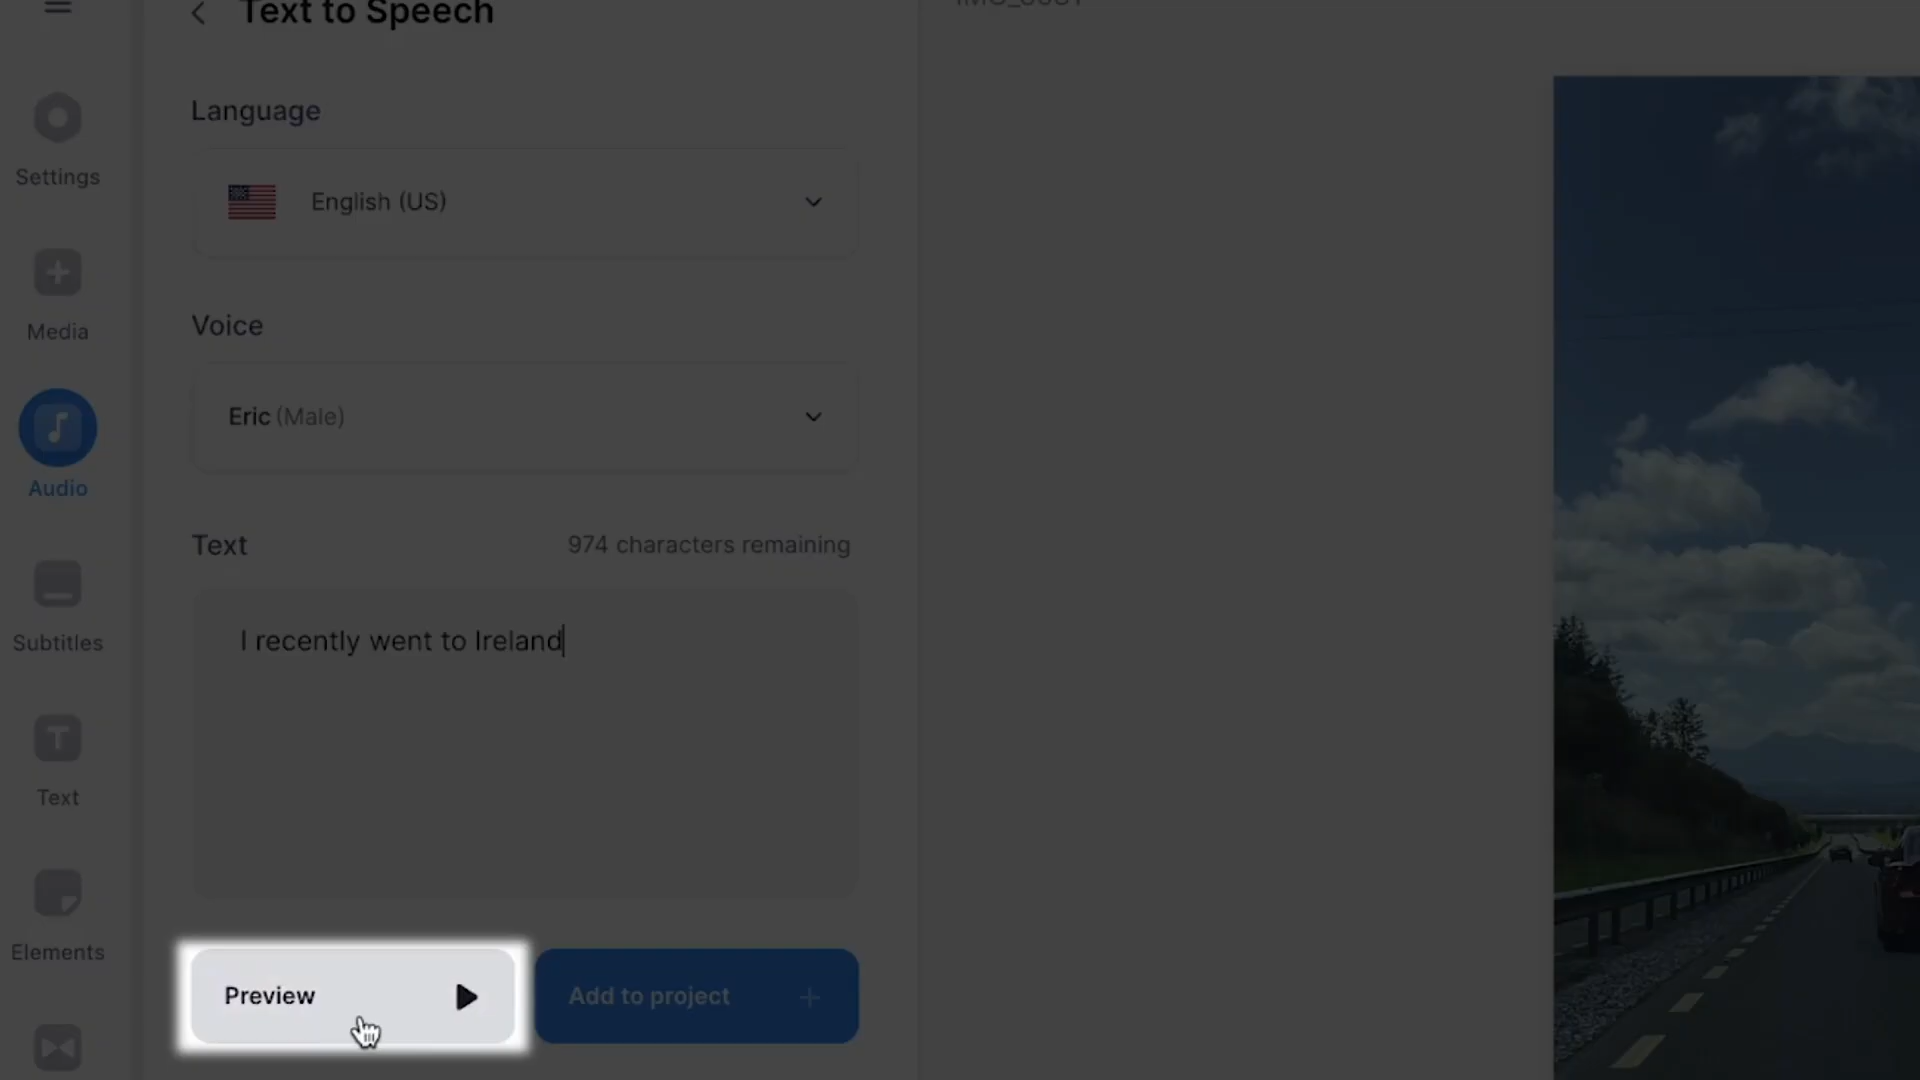 Text to Speech
Language
English (US)
Voice
Eric (Male)
Text 974 characters remaining
I recently went to Ireland
Preview
Add to project
Settings
Media
Audio
Subtitles
Text
Elements